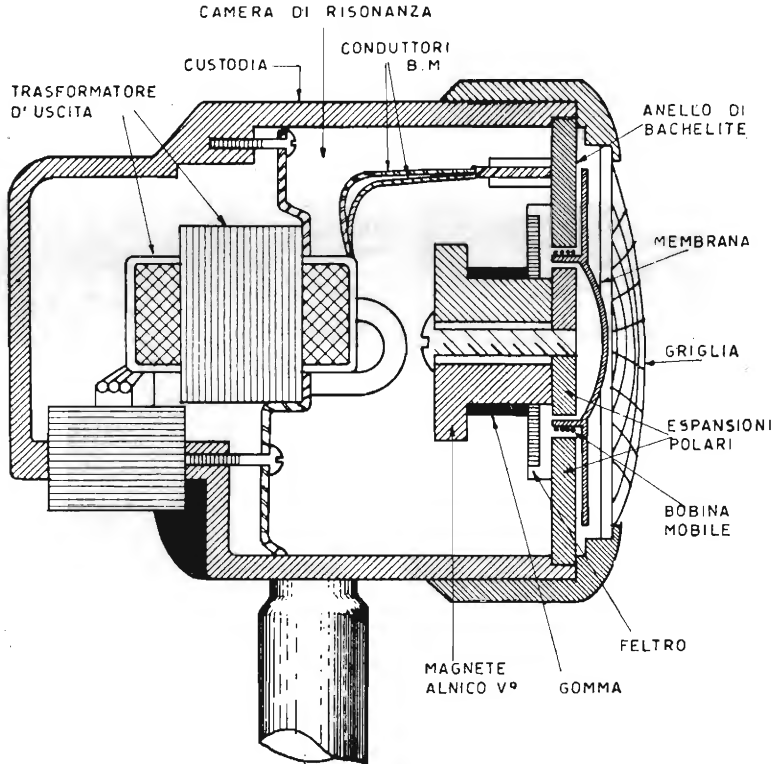 CAMERA DI RISONANZA
CONDUTTORI
B.M
CUSTODIA
TRASFORMATORE
D'USCITA
ANELLO DI
BACHELITE
MEMBRANA
GRIGLIA
ESPANSIONI
POLARI
BOBINA
MOBILE
FELTRO
MAGNETE
ALNICO Vº
GOMMA